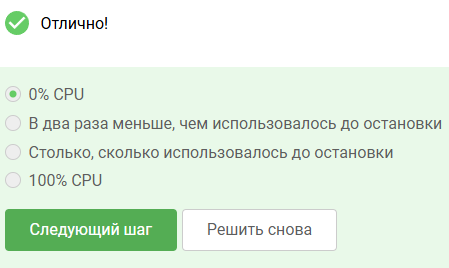 Отлично!
0% CPU
В два раза меньше, чем использовалось до остановки
Столько, сколько использовалось до остановки
100% CPU
Следующий шаг
Решить снова